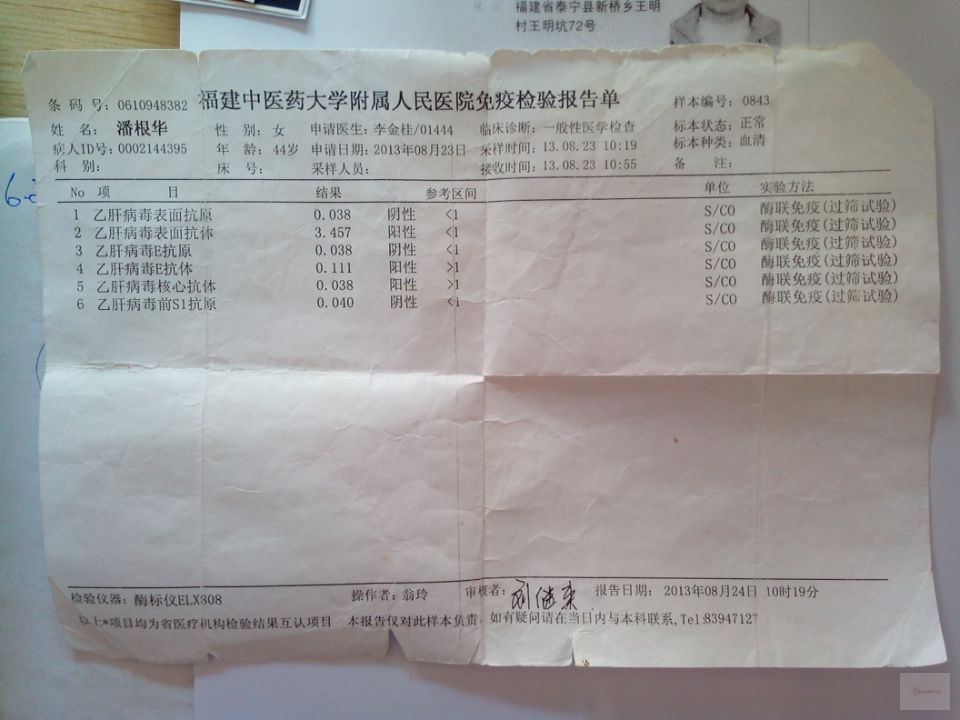 福建省泰宁县新桥乡王明
村王明坑72号
福建中医药大学附属人民医院免疫检验报告单
条码号: 0610948382 样本编号: 0843
姓名: 潘根华 性别: 女 申请医生: 李金桂/01444 临床诊断: 一般性医学检查 标本状态: 正常
病人ID号: 0002144395 年龄: 44岁 申请日期: 2013年08月23日 采样时间: 13.08.23 10:19 标本种类: 血清
科别: 床号: 采样人员: 接收时间: 13.08.23 10:55 备注:
No 项目 结果 参考区间 单位 实验方法
1 乙肝病毒表面抗原 0.038 阴性 <1 S/CO 酶联免疫(过筛试验)
2 乙肝病毒表面抗体 3.457 阳性 <1 S/CO 酶联免疫(过筛试验)
3 乙肝病毒E抗原 0.038 阴性 <1 S/CO 酶联免疫(过筛试验)
4 乙肝病毒E抗体 0.111 阳性 >1 S/CO 酶联免疫(过筛试验)
5 乙肝病毒核心抗体 0.038 阳性 >1 S/CO 酶联免疫(过筛试验)
6 乙肝病毒前S1抗原 0.040 阴性 <1 S/CO 酶联免疫(过筛试验)
检验仪器: 酶标仪ELX308 操作者: 翁玲 审核者: 报告日期: 2013年08月24日 10时19分
以上*项目均为省医疗机构检验结果互认项目 本报告仅对此样本负责,如有疑问请在当日内与本科联系,Tel:83947127